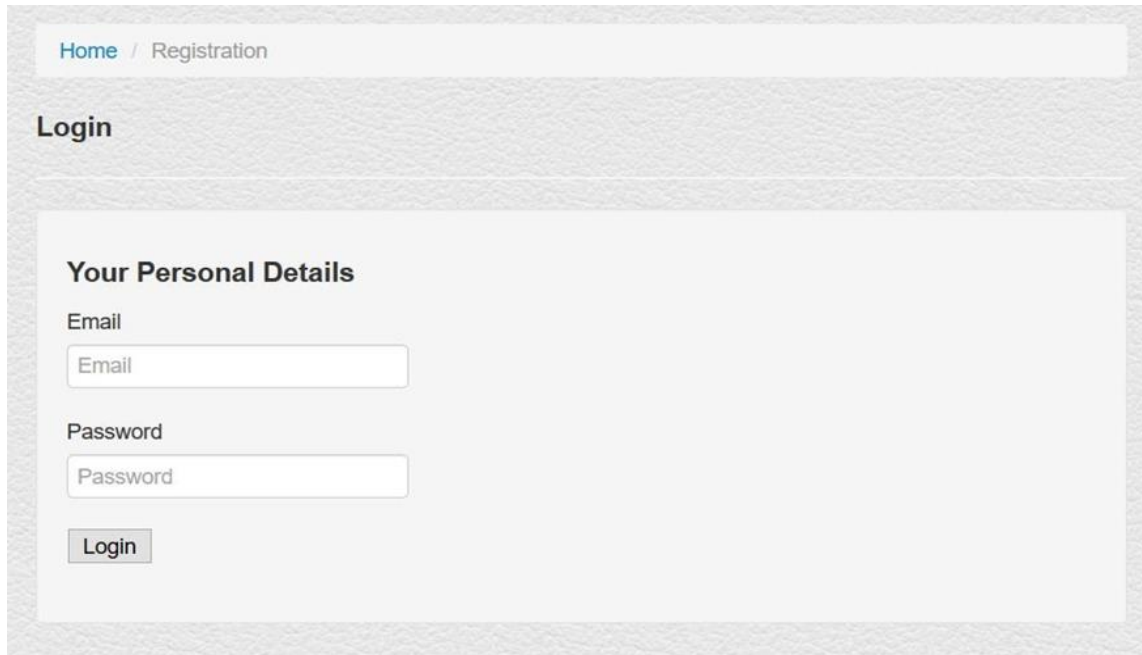 Home / Registration
Login
Your Personal Details
Email
Email
Password
Password
Login